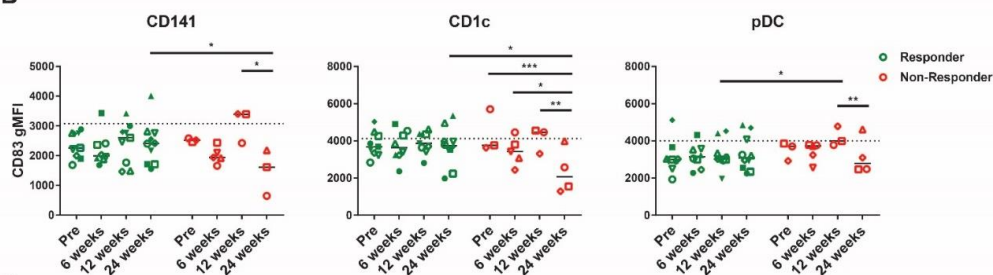 CD141
CD1c
pDC
CD83 gMFI
5000
4000
3000
2000
1000
0
*
*
Pre
6 weeks
12 weeks
24 weeks
Pre
6 weeks
12 weeks
24 weeks
8000
6000
4000
2000
0
*
***
*
**
Pre
6 weeks
12 weeks
24 weeks
Pre
6 weeks
12 weeks
24 weeks
8000
6000
4000
2000
0
*
**
Pre
6 weeks
12 weeks
24 weeks
Pre
6 weeks
12 weeks
24 weeks
Responder
Non-Responder